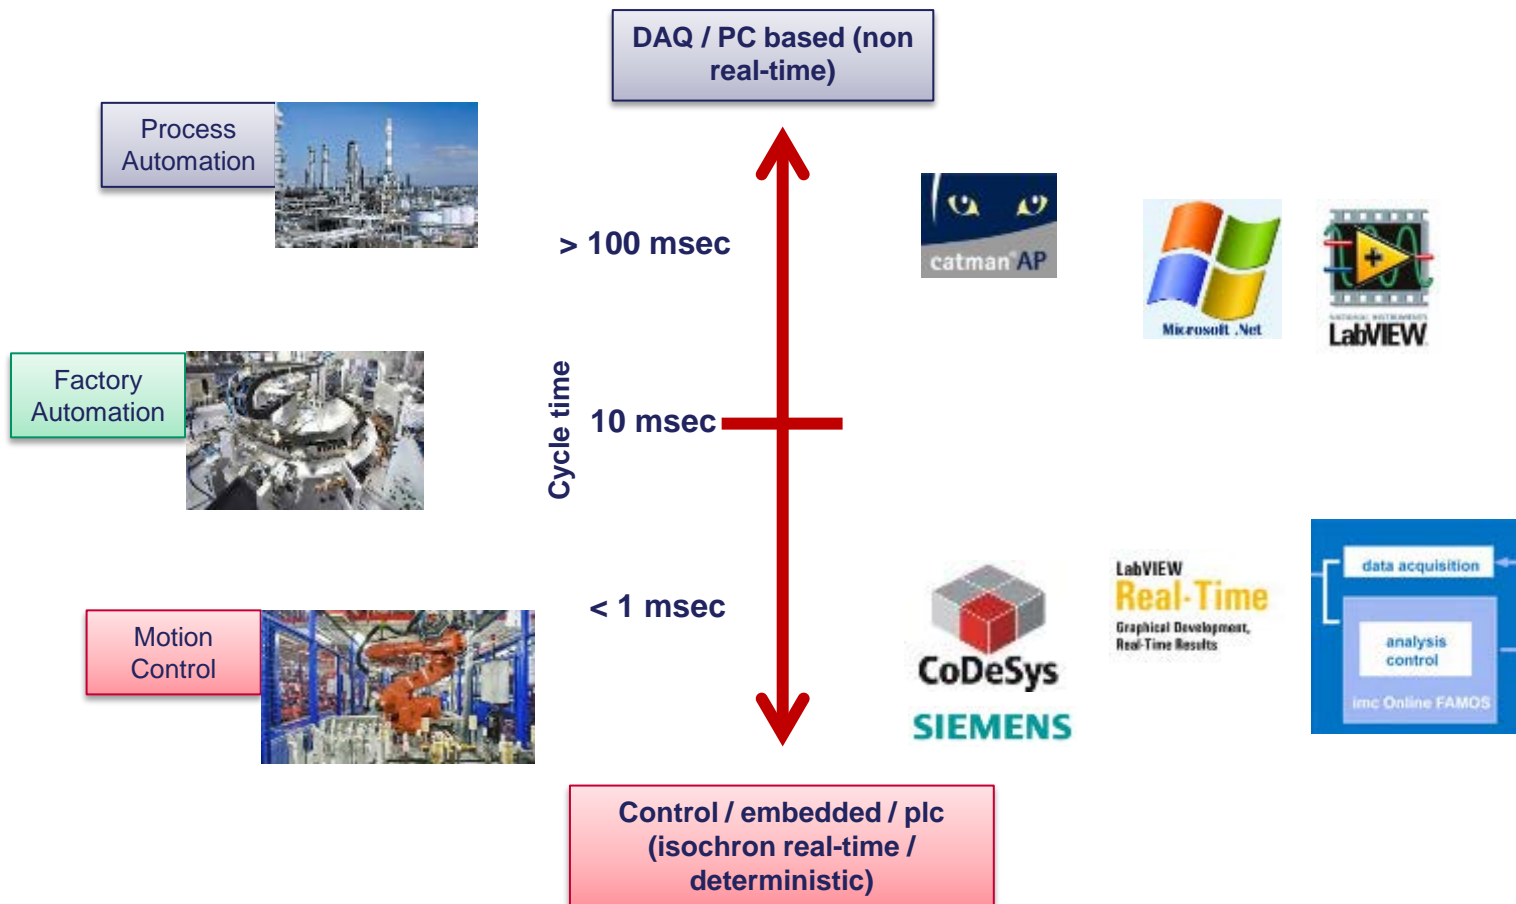 DAQ / PC based (non
real-time)
Process
Automation
> 100 msec
catman®AP
Microsoft .Net
NATIONAL INSTRUMENTS
LabVIEW
Factory
Automation
Cycle time
10 msec
Motion
Control
< 1 msec
CoDeSys
SIEMENS
LabVIEW
Real-Time
Graphical Development,
Real-Time Results
data acquisition
analysis
control
imc Online FAMOS
Control / embedded / plc
(isochron real-time /
deterministic)